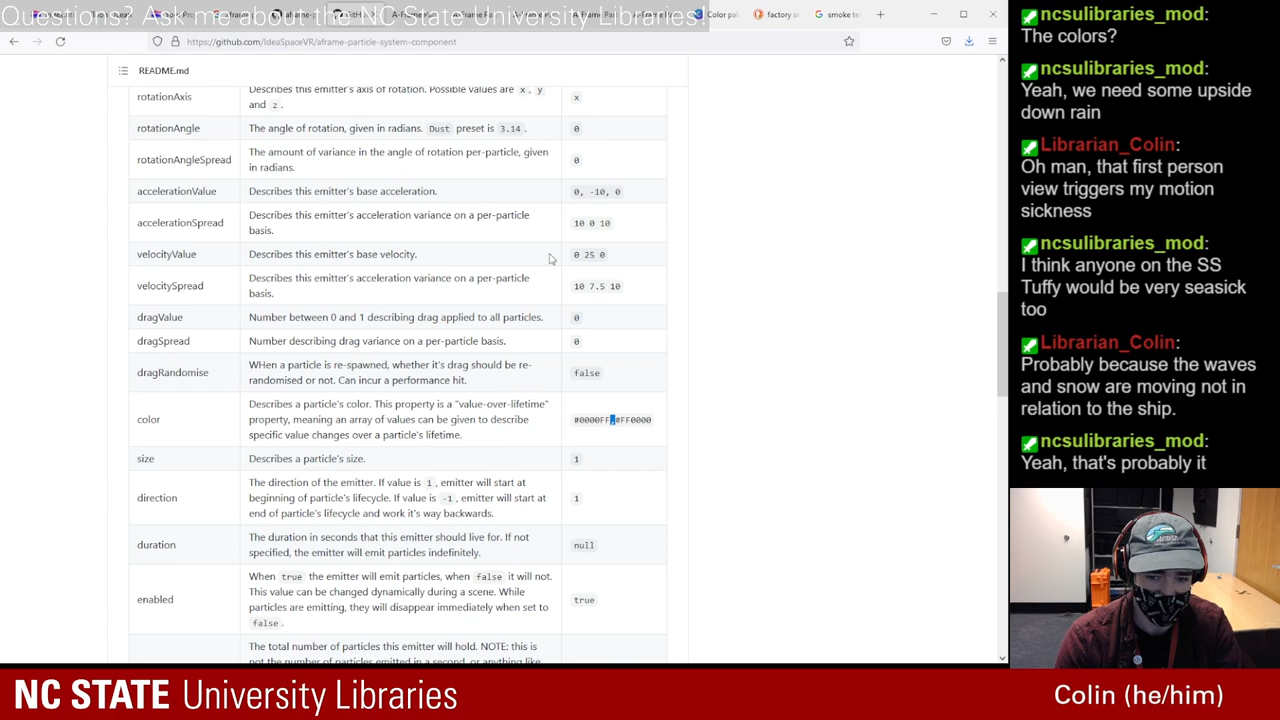 Questions? Ask me about the NC State University Libraries!
Color pal
factory sm
smoke te
https://github.com/IdeaSpaceVR/aframe-particle-system-component
README.md
rotationAxis
Describes this emitter's axis of rotation. Possible values are x, y
and z.
x
rotationAngle
The angle of rotation, given in radians. Dust preset is 3.14.
0
rotationAngleSpread
The amount of variance in the angle of rotation per-particle, given
in radians.
0
accelerationValue
Describes this emitter's base acceleration.
0, -10, 0
accelerationSpread
Describes this emitter's acceleration variance on a per-particle
basis.
10 0 10
velocityValue
Describes this emitter's base velocity.
0 25 0
velocitySpread
Describes this emitter's acceleration variance on a per-particle
basis.
10 7.5 10
dragValue
Number between 0 and 1 describing drag applied to all particles.
0
dragSpread
Number describing drag variance on a per-particle basis.
0
dragRandomise
WHen a particle is re-spawned, whether it's drag should be re-
randomised or not. Can incur a performance hit.
false
color
Describes a particle's color. This property is a "value-over-lifetime"
property, meaning an array of values can be given to describe
specific value changes over a particle's lifetime.
#0000FF,#FF0000
size
Describes a particle's size.
1
direction
The direction of the emitter. If value is 1, emitter will start at
beginning of particle's lifecycle. If value is -1, emitter will start at
end of particle's lifecycle and work it's way backwards.
1
duration
The duration in seconds that this emitter should live for. If not
specified, the emitter will emit particles indefinitely.
null
enabled
When true the emitter will emit particles, when false it will not.
This value can be changed dynamically during a scene. While
particles are emitting, they will disappear immediately when set to
false.
true
The total number of particles this emitter will hold. NOTE: this is
not the number of particles emitted in a second, or anything like
ncsulibraries_mod:
The colors?
ncsulibraries_mod:
Yeah, we need some upside
down rain
Librarian_Colin:
Oh man, that first person
view triggers my motion
sickness
ncsulibraries_mod:
I think anyone on the SS
Tuffy would be very seasick
too
Librarian_Colin:
Probably because the waves
and snow are moving not in
relation to the ship.
ncsulibraries_mod:
Yeah, that's probably it
NC STATE University Libraries
Colin (he/him)